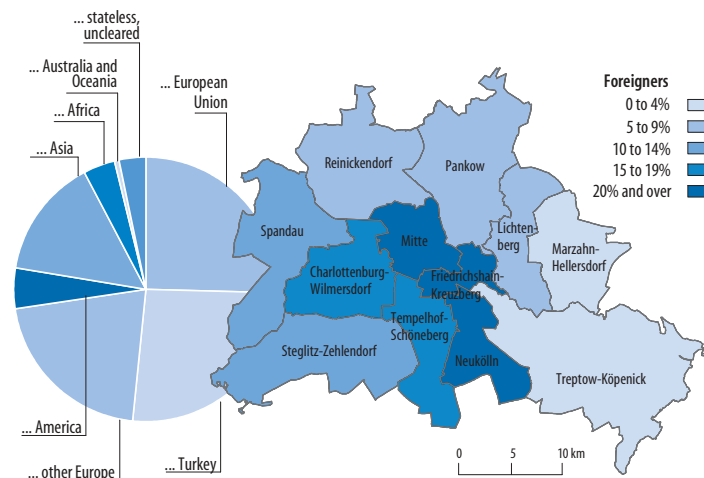 ... stateless,
uncleared
... Australia and
Oceania
... Africa
... Asia
... European
Union
... America
... other Europe
... Turkey
Reinickendorf
Pankow
Spandau
Mitte
Lichten-
berg
Marzahn-
Hellersdorf
Charlottenburg-
Wilmersdorf
Friedrichshain-
Kreuzberg
Tempelhof-
Schöneberg
Steglitz-Zehlendorf
Neukölln
Treptow-Köpenick
Foreigners
0 to 4%
5 to 9%
10 to 14%
15 to 19%
20% and over
0 5 10 km